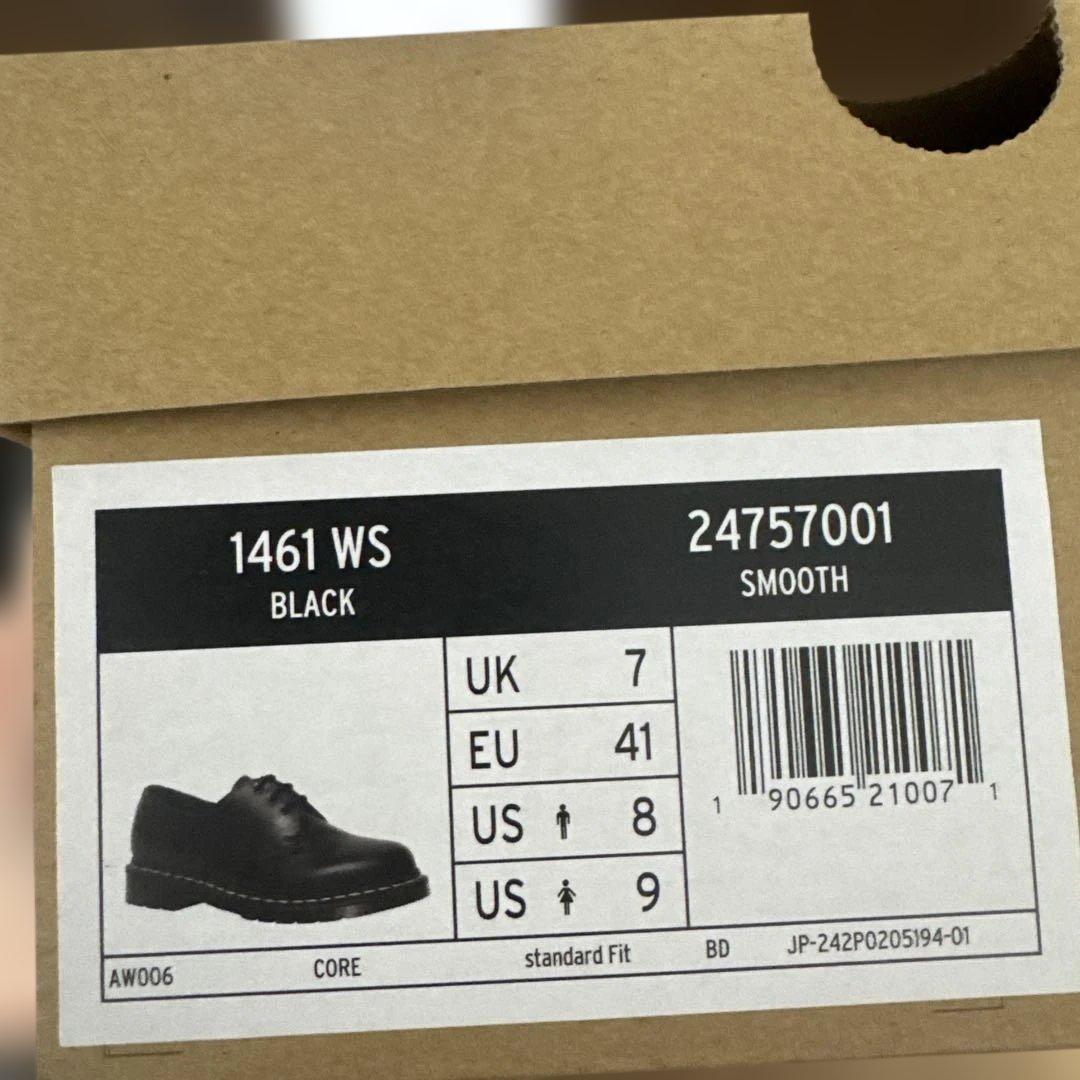 1461 WS
BLACK
24757001
SMOOTH
UK 7
EU 41
US 8
US 9
1 90665 21007 1
AW006 CORE standard Fit BD JP-242P0205194-01